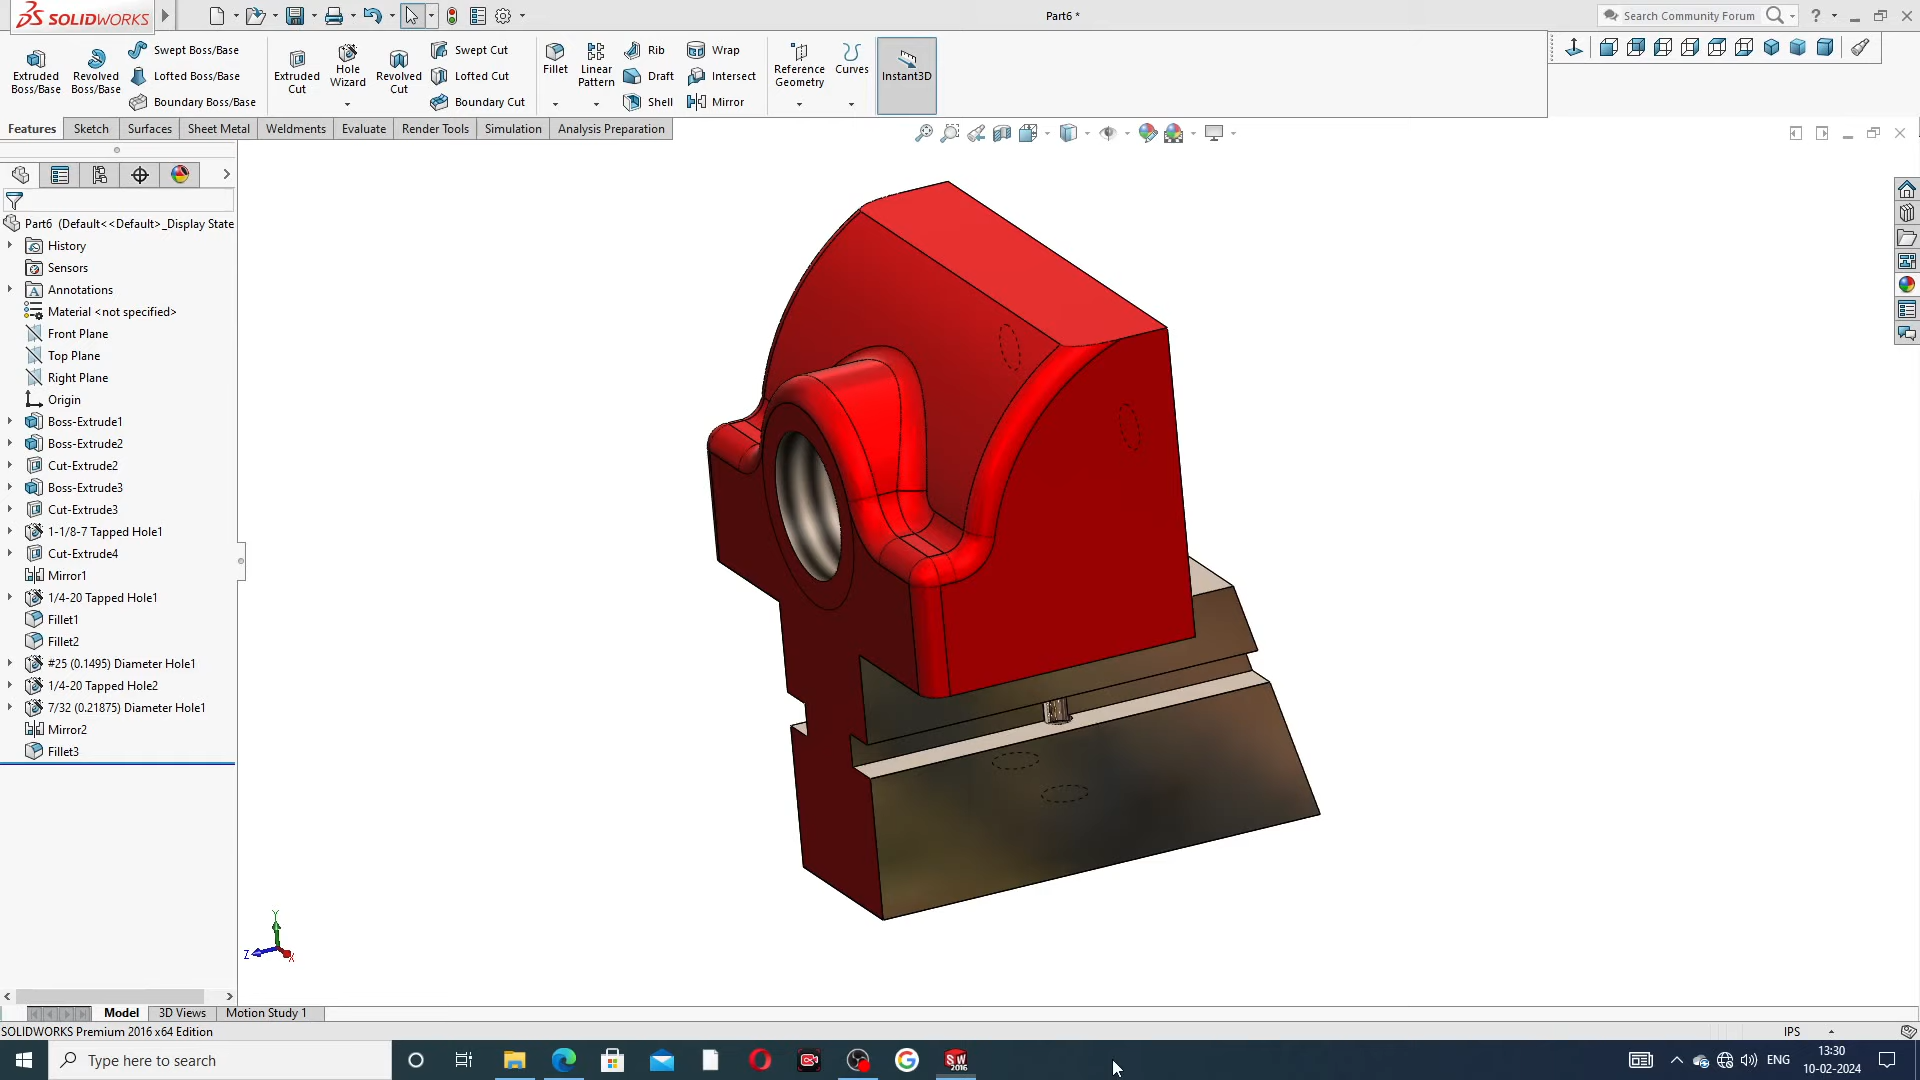 SOLIDWORKS
Part6 *
Search Community Forum
Extruded Boss/Base
Revolved Boss/Base
Swept Boss/Base
Lofted Boss/Base
Boundary Boss/Base
Extruded Cut
Hole Wizard
Revolved Cut
Swept Cut
Lofted Cut
Boundary Cut
Fillet
Linear Pattern
Rib
Draft
Shell
Wrap
Intersect
Mirror
Reference Geometry
Curves
Instant3D
Features
Sketch
Surfaces
Sheet Metal
Weldments
Evaluate
Render Tools
Simulation
Analysis Preparation
Part6 (Default<<Default>_Display State
History
Sensors
Annotations
Material <not specified>
Front Plane
Top Plane
Right Plane
Origin
Boss-Extrude1
Boss-Extrude2
Cut-Extrude2
Boss-Extrude3
Cut-Extrude3
1-1/8-7 Tapped Hole1
Cut-Extrude4
Mirror1
1/4-20 Tapped Hole1
Fillet1
Fillet2
#25 (0.1495) Diameter Hole1
1/4-20 Tapped Hole2
7/32 (0.21875) Diameter Hole1
Mirror2
Fillet3
Y
Z
X
Model
3D Views
Motion Study 1
SOLIDWORKS Premium 2016 x64 Edition
IPS
Type here to search
SW
2016
ENG
13:30
10-02-2024